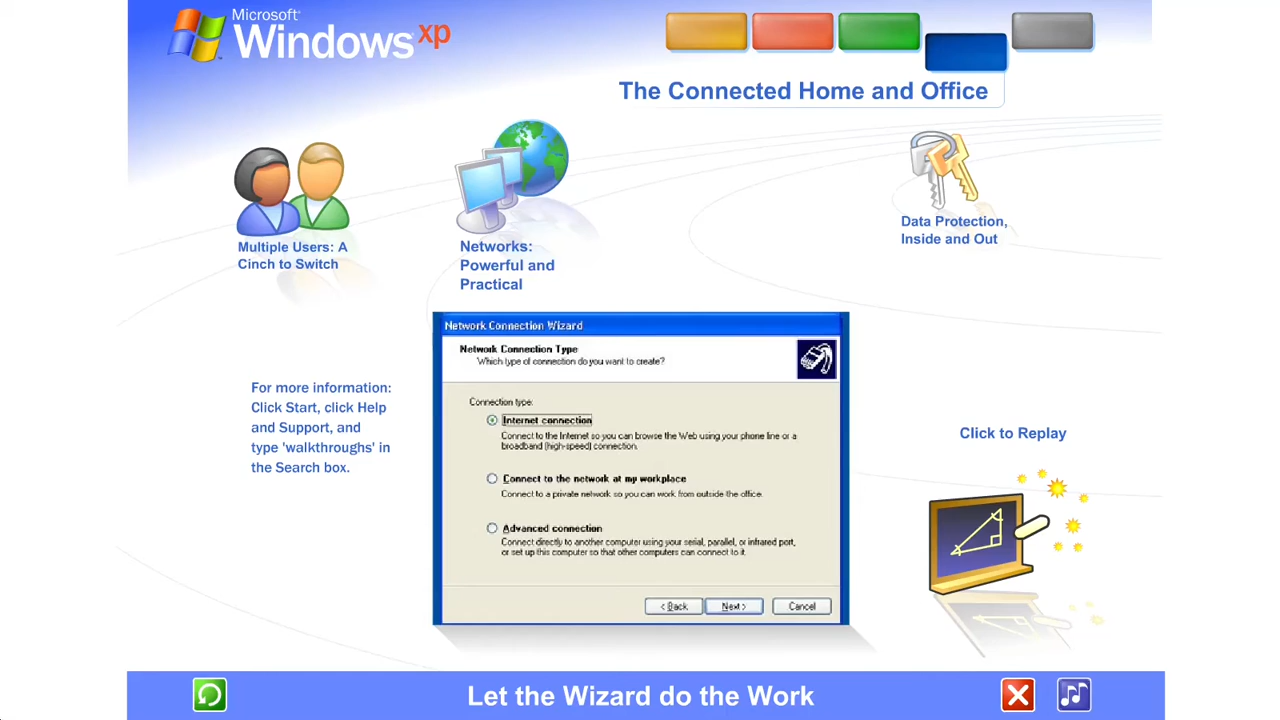 Microsoft®
Windows xp
The Connected Home and Office
Multiple Users: A
Cinch to Switch
Networks:
Powerful and
Practical
Data Protection,
Inside and Out
For more information:
Click Start, click Help
and Support, and
type 'walkthroughs' in
the Search box.
Network Connection Wizard
Network Connection Type
Which type of connection do you want to create?
Connection type:
Internet connection
Connect to the Internet so you can browse the Web using your phone line or a
broadband (high-speed) connection.
Connect to the network at my workplace
Connect to a private network so you can work from outside the office.
Advanced connection
Connect directly to another computer using your serial, parallel, or infrared port,
or set up this computer so that other computers can connect to it.
< Back
Next >
Cancel
Click to Replay
Let the Wizard do the Work